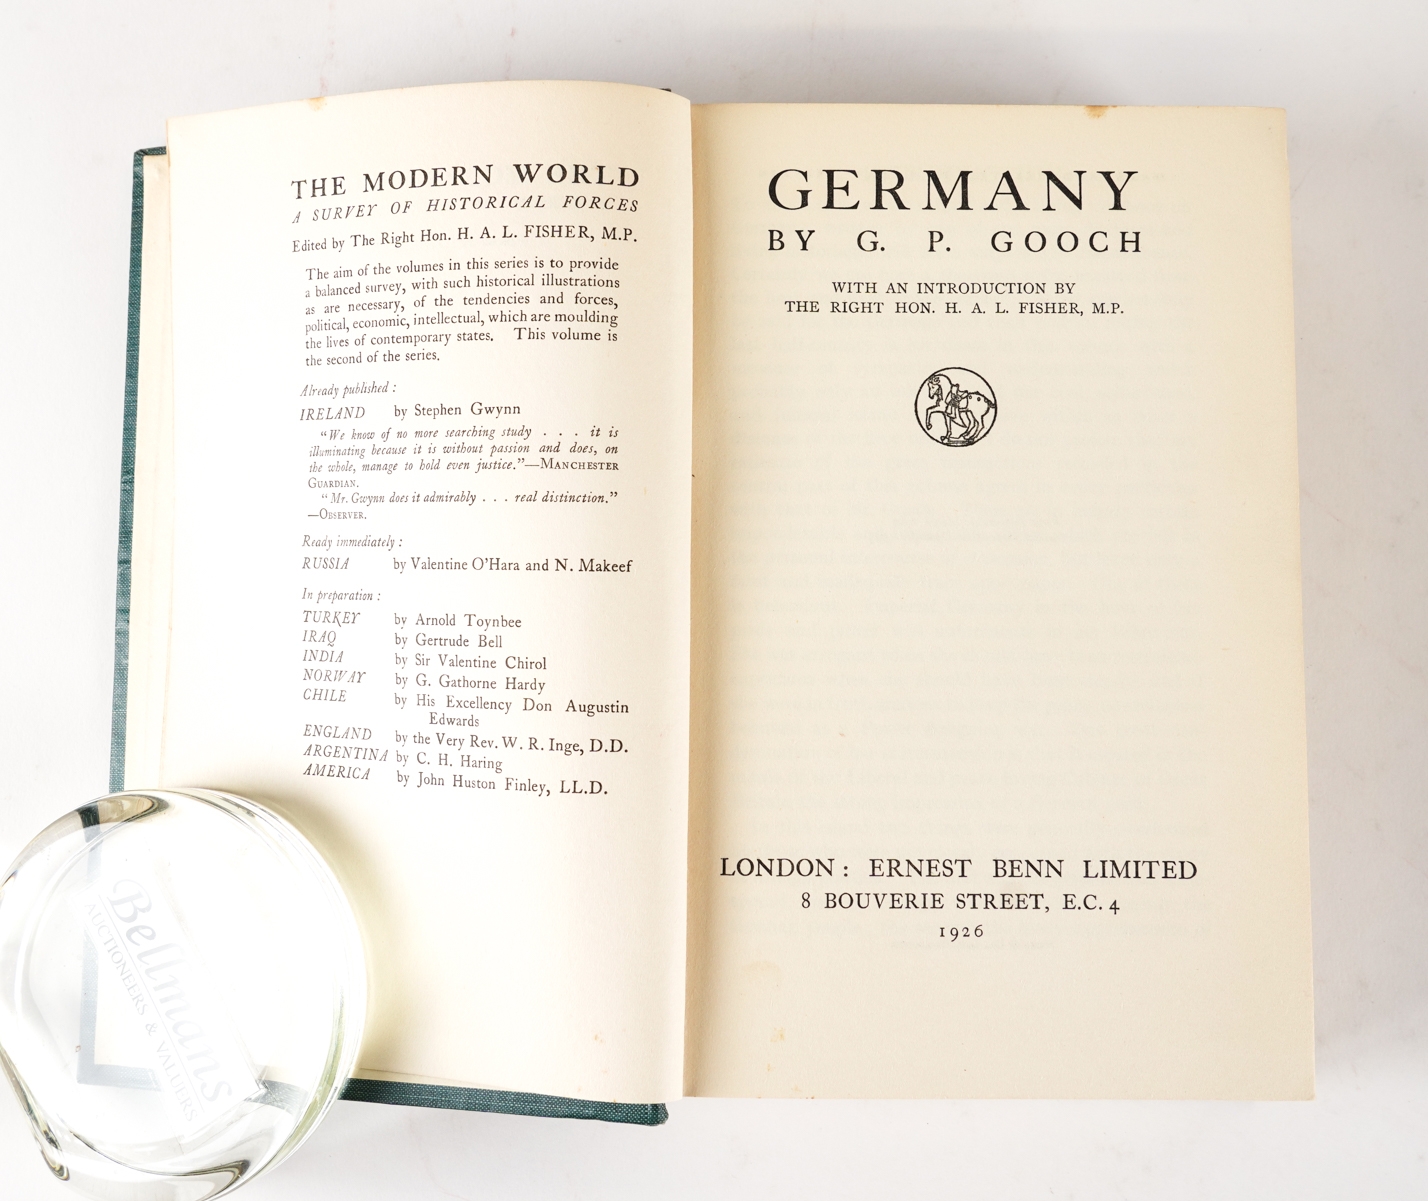 THE MODERN WORLD
A SURVEY OF HISTORICAL FORCES
Edited by The Right Hon. H. A. L. FISHER, M.P.
The aim of the volumes in this series is to provide
a balanced survey, with such historical illustrations
as are necessary, of the tendencies and forces,
political, economic, intellectual, which are moulding
the lives of contemporary states. This volume is
the second of the series.
Already published :
IRELAND by Stephen Gwynn
"We know of no more searching study . . . it is
illuminating because it is without passion and does, on
the whole, manage to hold even justice."—MANCHESTER
GUARDIAN.
"Mr. Gwynn does it admirably . . . real distinction."
—OBSERVER.
Ready immediately :
RUSSIA by Valentine O'Hara and N. Makeef
In preparation :
TURKEY by Arnold Toynbee
IRAQ by Gertrude Bell
INDIA by Sir Valentine Chirol
NORWAY by G. Gathorne Hardy
CHILE by His Excellency Don Augustin
Edwards
ENGLAND by the Very Rev. W. R. Inge, D.D.
ARGENTINA by C. H. Haring
AMERICA by John Huston Finley, LL.D.
Bellmans
AUCTIONEERS & VALUERS
GERMANY
BY G. P. GOOCH
WITH AN INTRODUCTION BY
THE RIGHT HON. H. A. L. FISHER, M.P.
LONDON : ERNEST BENN LIMITED
8 BOUVERIE STREET, E.C. 4
1926